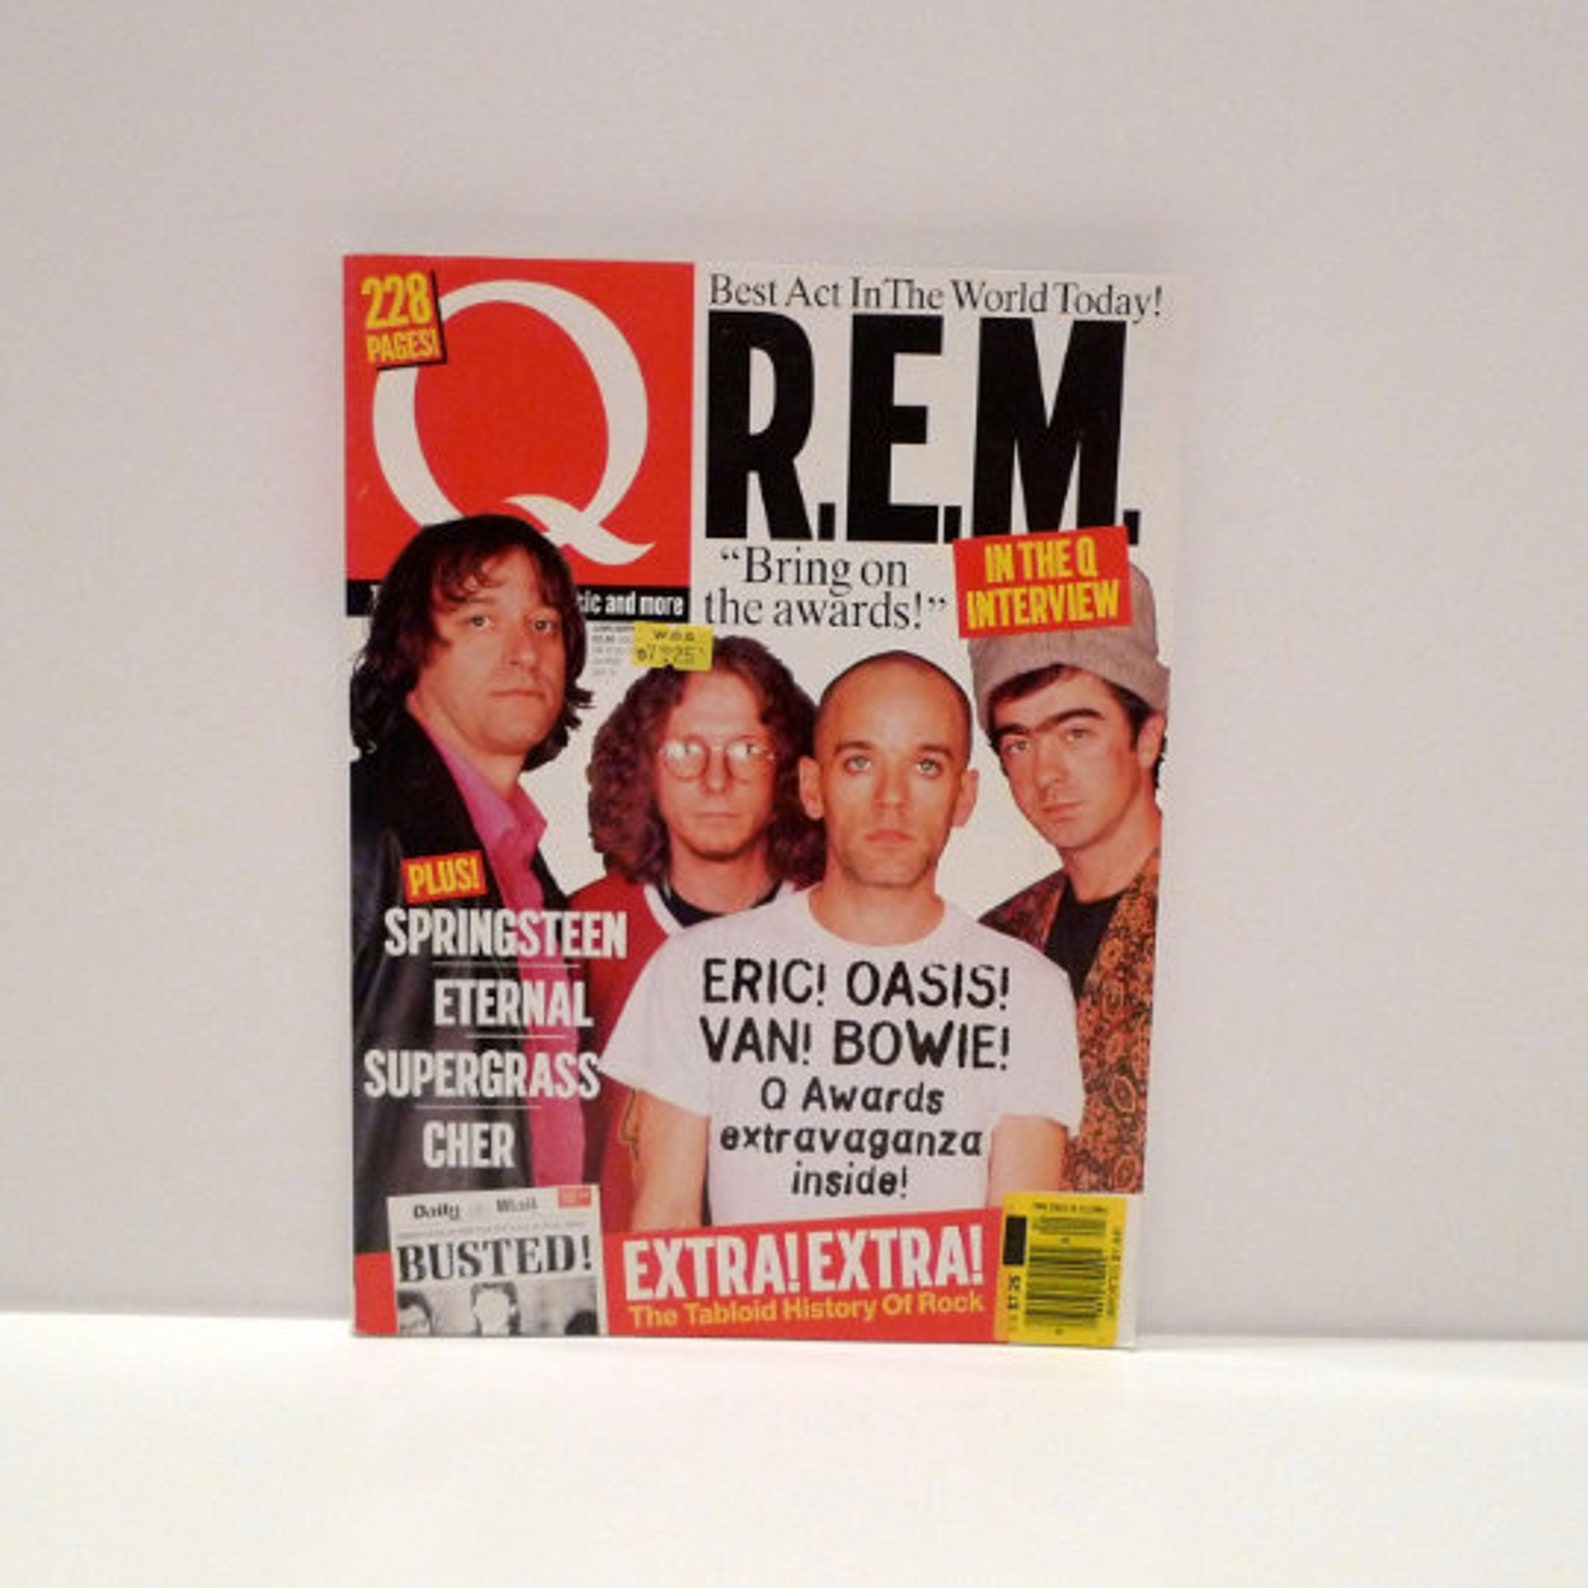 228
PAGES!
Q
tic and more
Best Act In The World Today!
R.E.M.
“Bring on
the awards!”
IN THE Q
INTERVIEW
PLUS!
SPRINGSTEEN
ETERNAL
SUPERGRASS
CHER
ERIC! OASIS!
VAN! BOWIE!
Q Awards
extravaganza
inside!
Daily Mail
BUSTED!
EXTRA! EXTRA!
The Tabloid History Of Rock